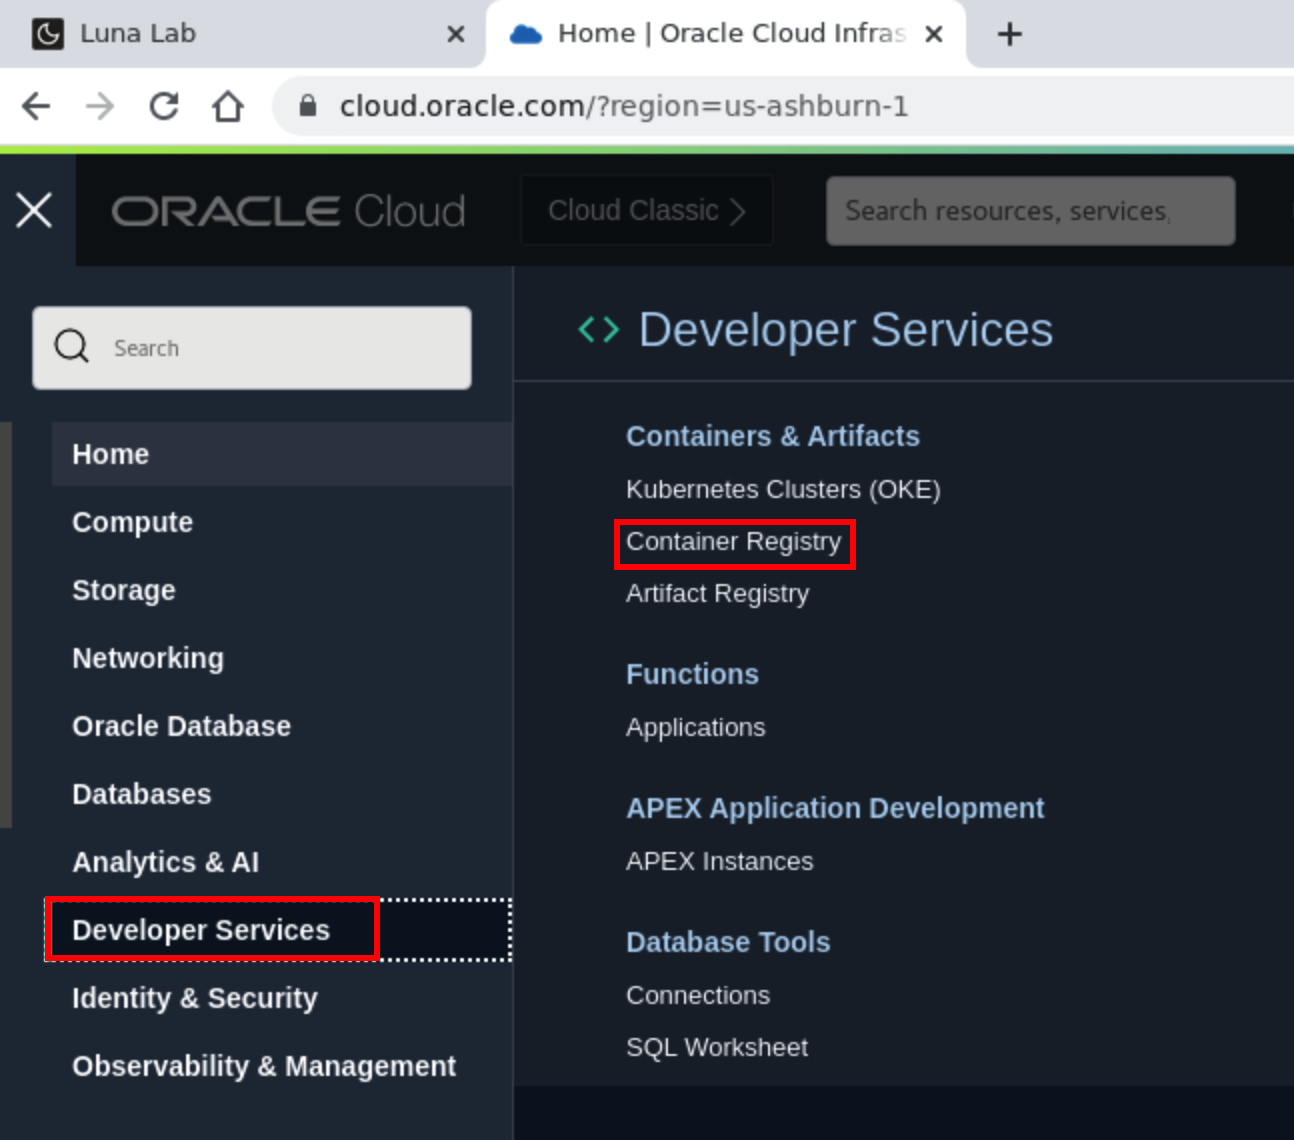 Luna Lab
Home | Oracle Cloud Infras
cloud.oracle.com/?region=us-ashburn-1
ORACLE Cloud
Cloud Classic
Search resources, services,
Search
Home
Compute
Storage
Networking
Oracle Database
Databases
Analytics & AI
Developer Services
Identity & Security
Observability & Management
Developer Services
Containers & Artifacts
Kubernetes Clusters (OKE)
Container Registry
Artifact Registry
Functions
Applications
APEX Application Development
APEX Instances
Database Tools
Connections
SQL Worksheet